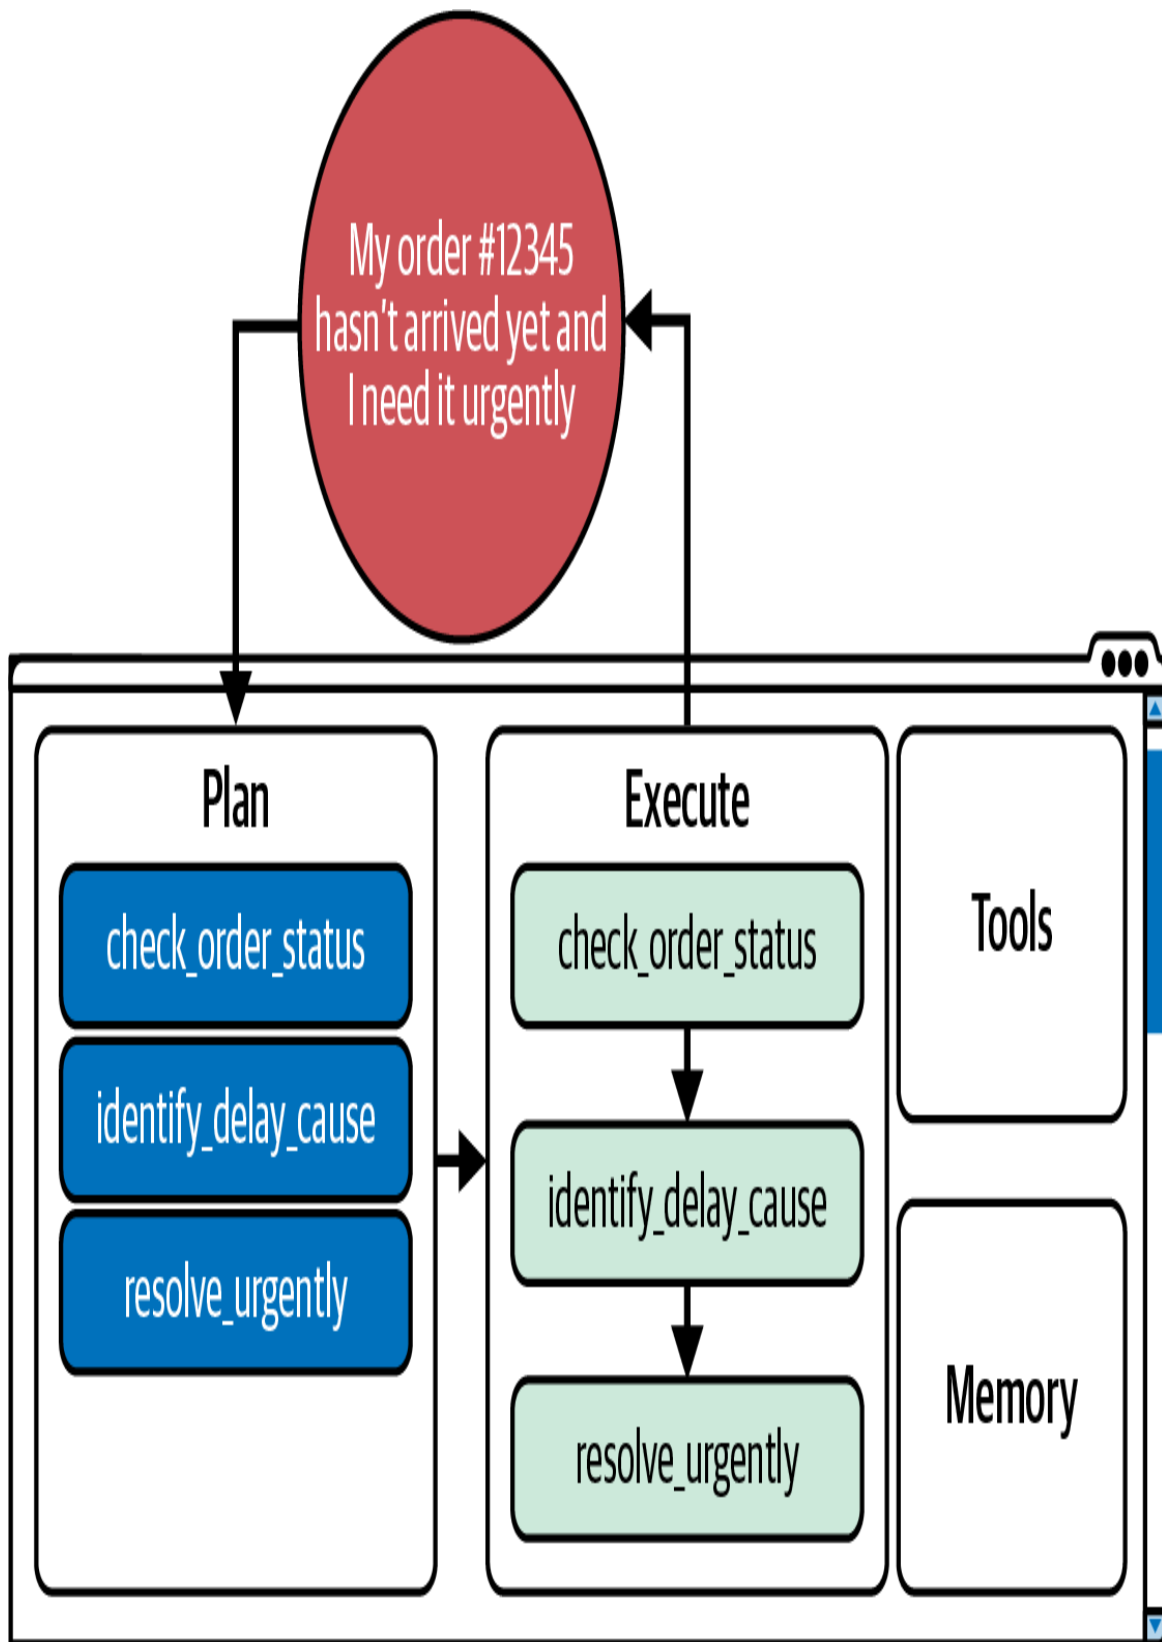 My order #12345
hasn't arrived yet and
I need it urgently
Plan
check_order_status
identify_delay_cause
resolve_urgently
Execute
check_order_status
identify_delay_cause
resolve_urgently
Tools
Memory